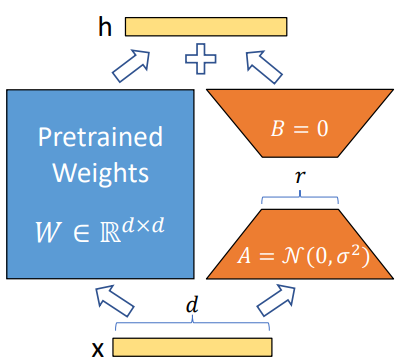 h
Pretrained
Weights
W ∈ ℝ^{d×d}
B = 0
r
A = 𝒩(0, σ²)
d
x